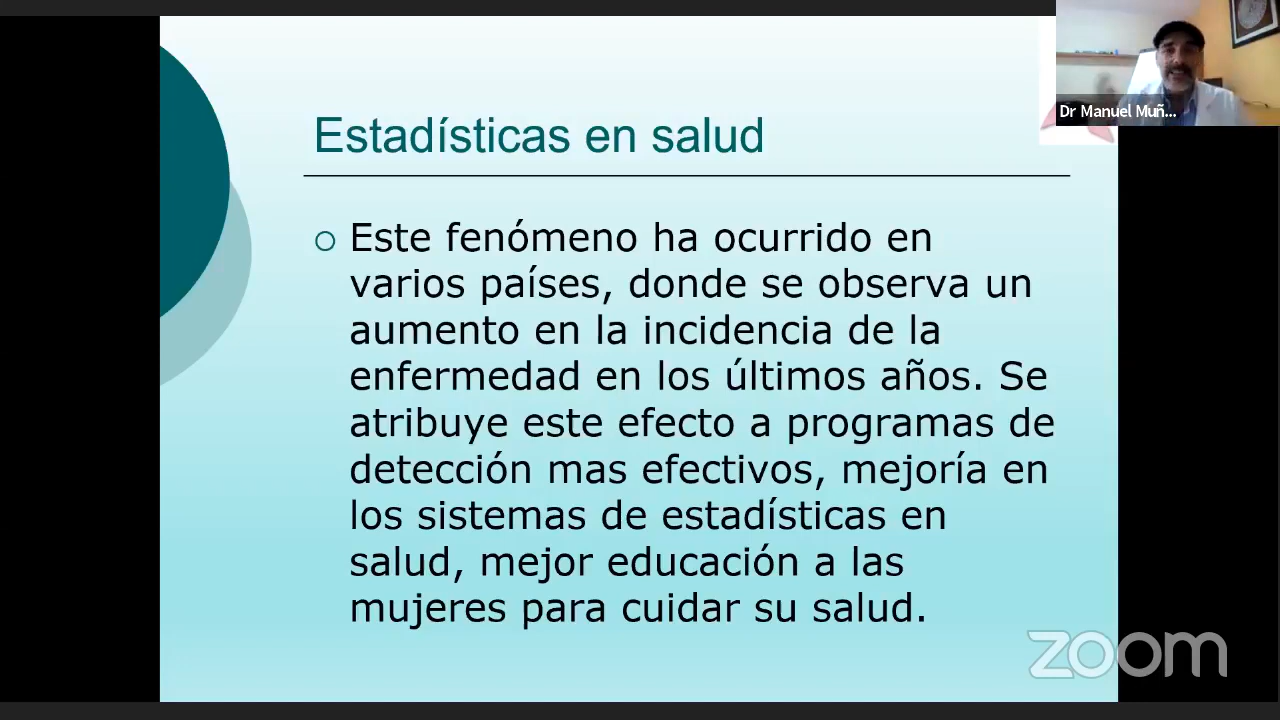 Dr Manuel Muñ...
Estadísticas en salud
Este fenómeno ha ocurrido en
varios países, donde se observa un
aumento en la incidencia de la
enfermedad en los últimos años. Se
atribuye este efecto a programas de
detección mas efectivos, mejoría en
los sistemas de estadísticas en
salud, mejor educación a las
mujeres para cuidar su salud.
zoom